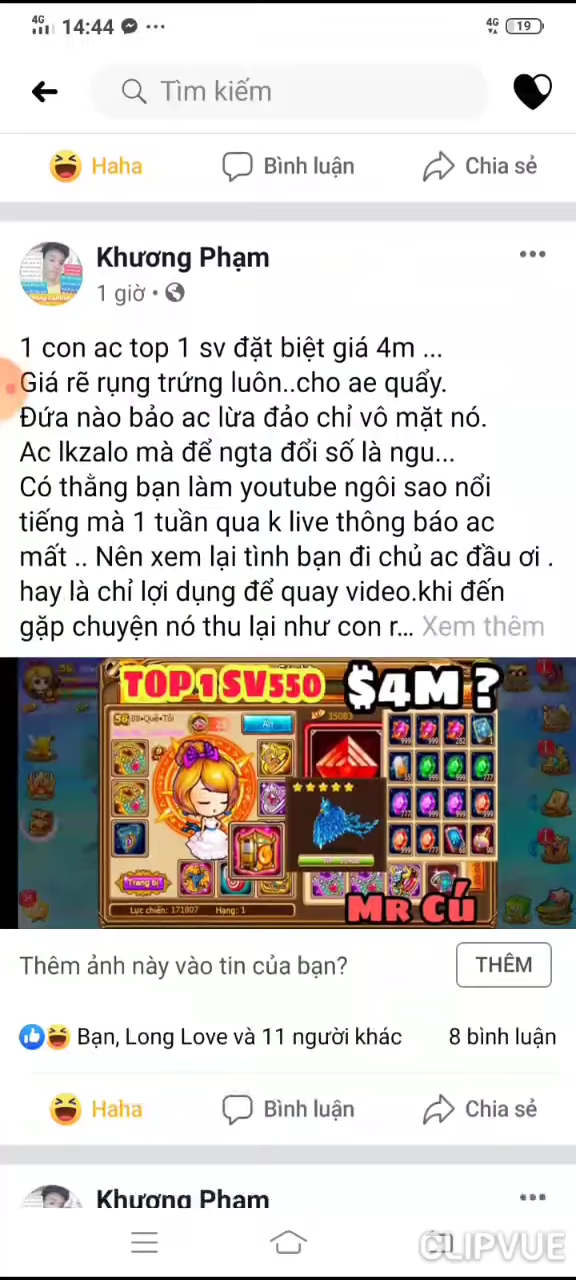 4G 14:44 ...
4G 19
Tìm kiếm
Haha Bình luận Chia sẻ
Khương Phạm
1 giờ
1 con ac top 1 sv đặt biệt giá 4m ...
Giá rẽ rụng trứng luôn..cho ae quẩy.
Đứa nào bảo ac lừa đảo chỉ vô mặt nó.
Ac lkzalo mà để ngta đổi số là ngu...
Có thằng bạn làm youtube ngôi sao nổi
tiếng mà 1 tuần qua k live thông báo ac
mất .. Nên xem lại tình bạn đi chủ ac đầu ơi .
hay là chỉ lợi dụng để quay video.khi đến
gặp chuyện nó thu lại như con r... Xem thêm
TOP 1 SV550 $4M ?
Ẩn
Trang bị
Lực chiến: 171807 Hạng: 1
MR CÚ
Thêm ảnh này vào tin của bạn? THÊM
Bạn, Long Love và 11 người khác 8 bình luận
Haha Bình luận Chia sẻ
Khương Phạm
CLIPVUE